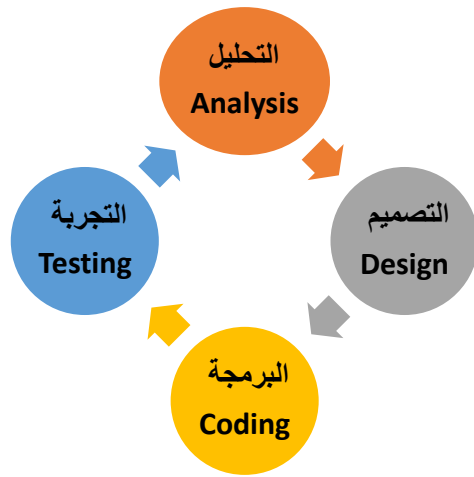 التحليل
Analysis
التصميم
Design
البرمجة
Coding
التجربة
Testing